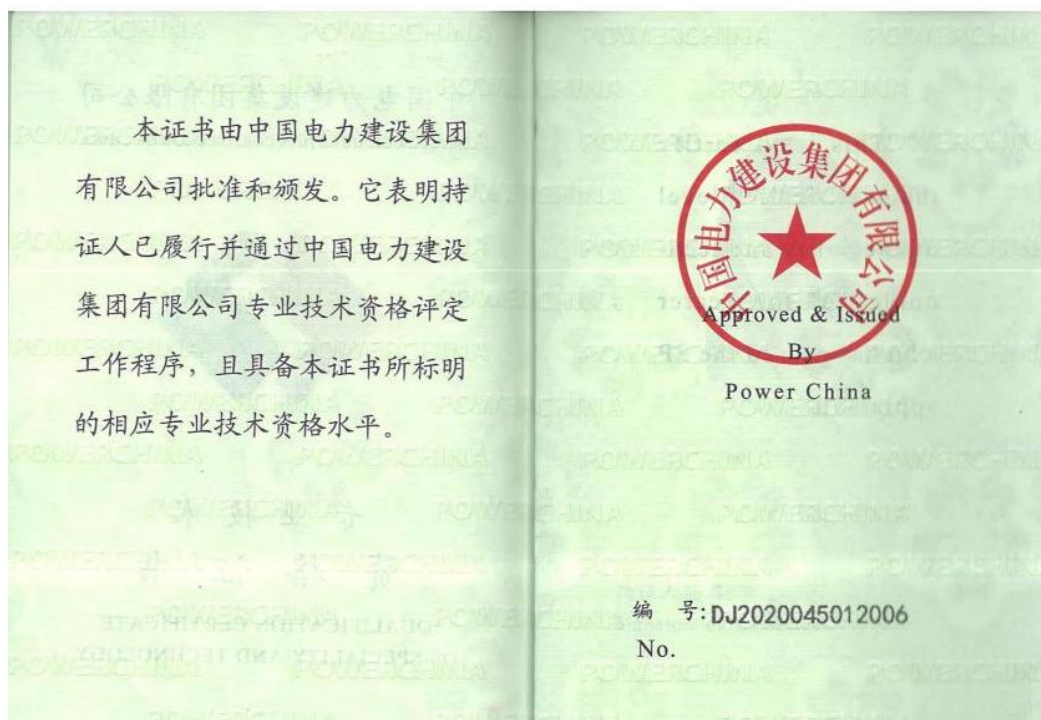 本证书由中国电力建设集团
有限公司批准和颁发。它表明持
证人已履行并通过中国电力建设
集团有限公司专业技术资格评定
工作程序，且具备本证书所标明
的相应专业技术资格水平。
中国电力建设集团有限公司
Approved & Issued
By
Power China
编 号:DJ2020045012006
No.